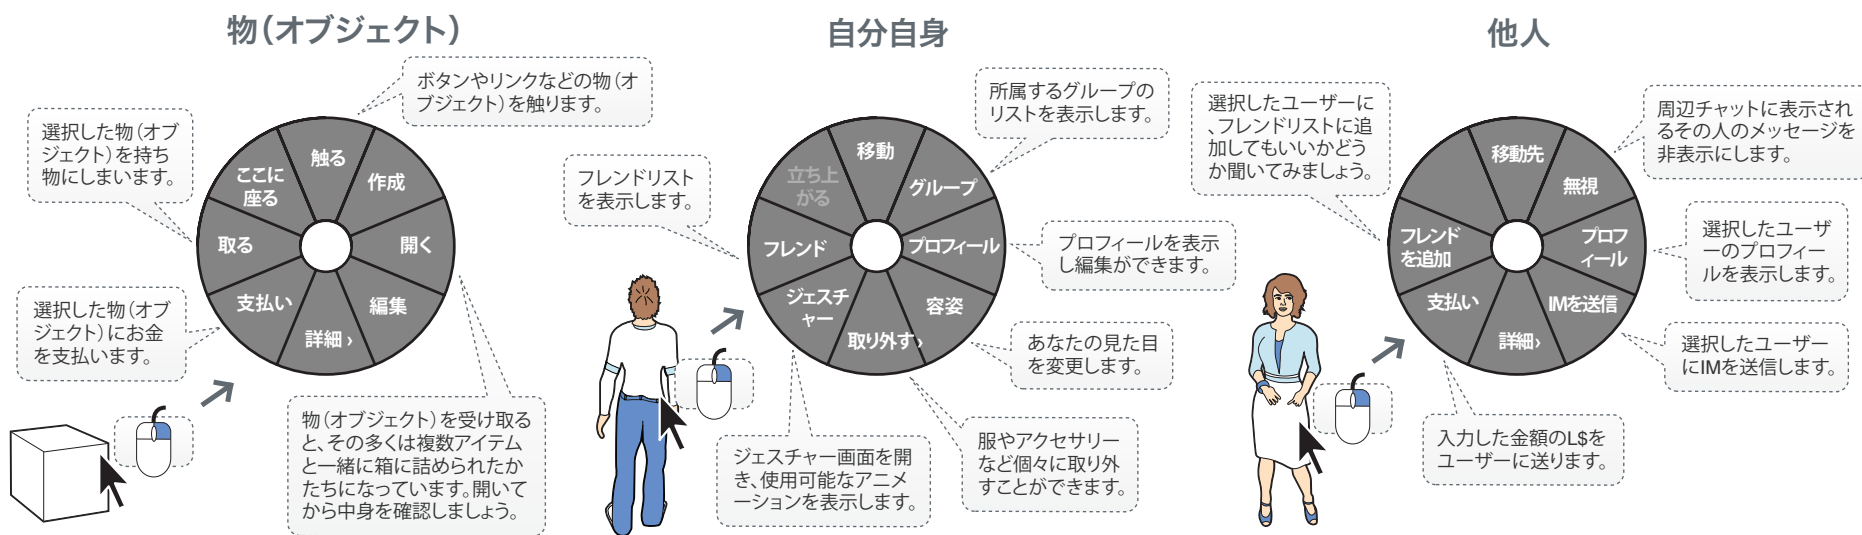 物（オブジェクト）
ボタンやリンクなどの物（オ
ブジェクト）を触ります。
選択した物（オブ
ジェクト）を持ち
物にしまいます。
選択した物（オブ
ジェクト）にお金
を支払います。
触る
作成
開く
編集
詳細 ›
支払い
取る
ここに
座る
物（オブジェクト）を受け取る
と、その多くは複数アイテム
と一緒に箱に詰められたか
たちになっています。開いて
から中身を確認しましょう。
自分自身
所属するグループの
リストを表示します。
フレンドリスト
を表示します。
移動
グループ
プロフィール
容姿
取り外す ›
ジェスチ
ャー
フレンド
立ち上
がる
プロフィールを表示
し編集ができます。
あなたの見た目
を変更します。
服やアクセサリー
など個々に取り外
すことができます。
ジェスチャー画面を開
き、使用可能なアニメ
ーションを表示します。
他人
選択したユーザーに
、フレンドリストに追
加してもいいかどう
か聞いてみましょう。
周辺チャットに表示され
るその人のメッセージを
非表示にします。
移動先
無視
プロフ
ィール
IMを送信
詳細›
支払い
フレンド
を追加
選択したユーザ
ーのプロフィー
ルを表示します。
選択したユーザー
にIMを送信します。
入力した金額のL$を
ユーザーに送ります。